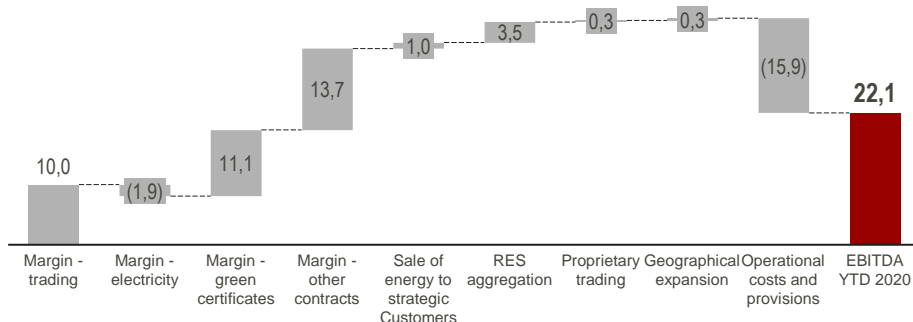 10,0
(1,9)
11,1
13,7
1,0
3,5
0,3
0,3
(15,9)
22,1
Margin -
trading
Margin -
electricity
Margin -
green
certificates
Margin -
other
contracts
Sale of
energy to
strategic
Customers
RES
aggregation
Proprietary
trading
Geographical
expansion
Operational
costs and
provisions
EBITDA
YTD 2020